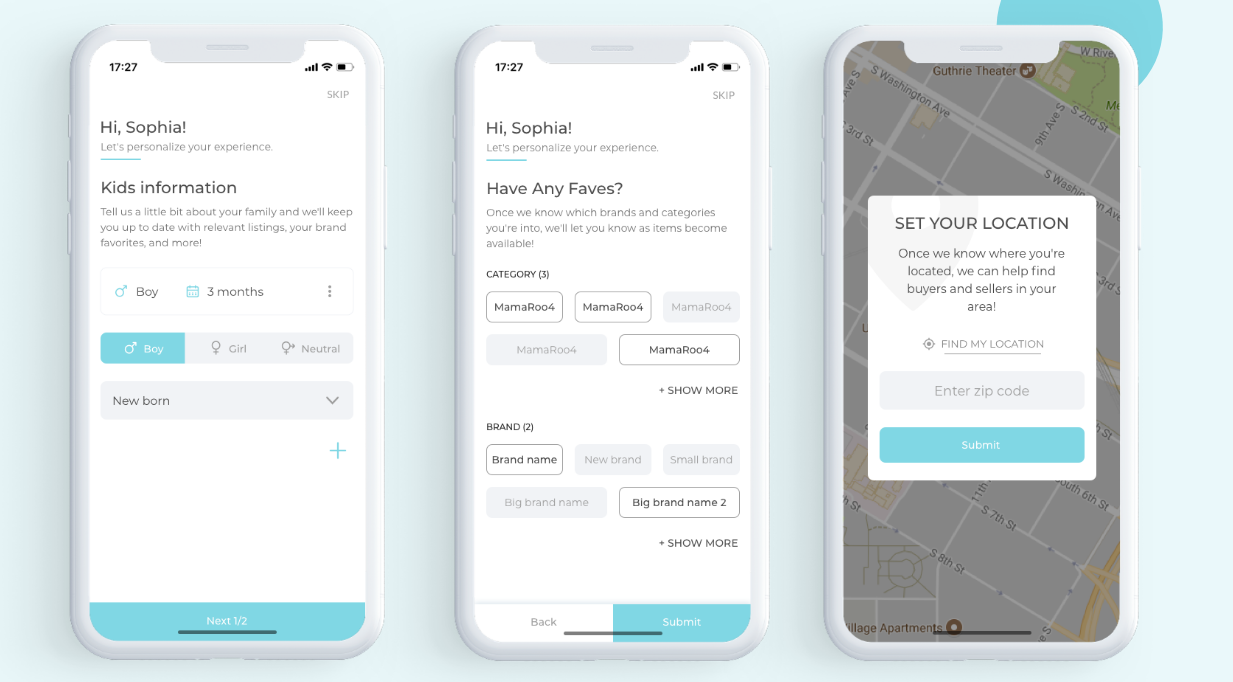 17:27
SKIP
Hi, Sophia!
Let's personalize your experience.
Kids information
Tell us a little bit about your family and we'll keep
you up to date with relevant listings, your brand
favorites, and more!
Boy
3 months
Boy
Girl
Neutral
New born
Next 1/2
17:27
SKIP
Hi, Sophia!
Let's personalize your experience.
Have Any Faves?
Once we know which brands and categories
you're into, we'll let you know as items become
available!
CATEGORY (3)
MamaRoo4
MamaRoo4
MamaRoo4
MamaRoo4
MamaRoo4
+ SHOW MORE
BRAND (2)
Brand name
New brand
Small brand
Big brand name
Big brand name 2
+ SHOW MORE
Back
Submit
W Rive
Guthrie Theater
S Washington Ave
Me
S 2nd St
9th Ave S
S 3rd St
S Washin
SET YOUR LOCATION
Once we know where you're
located, we can help find
buyers and sellers in your
area!
FIND MY LOCATION
Enter zip code
Submit
South 6th St
11th
S 7th St
S 8th St
illage Apartments